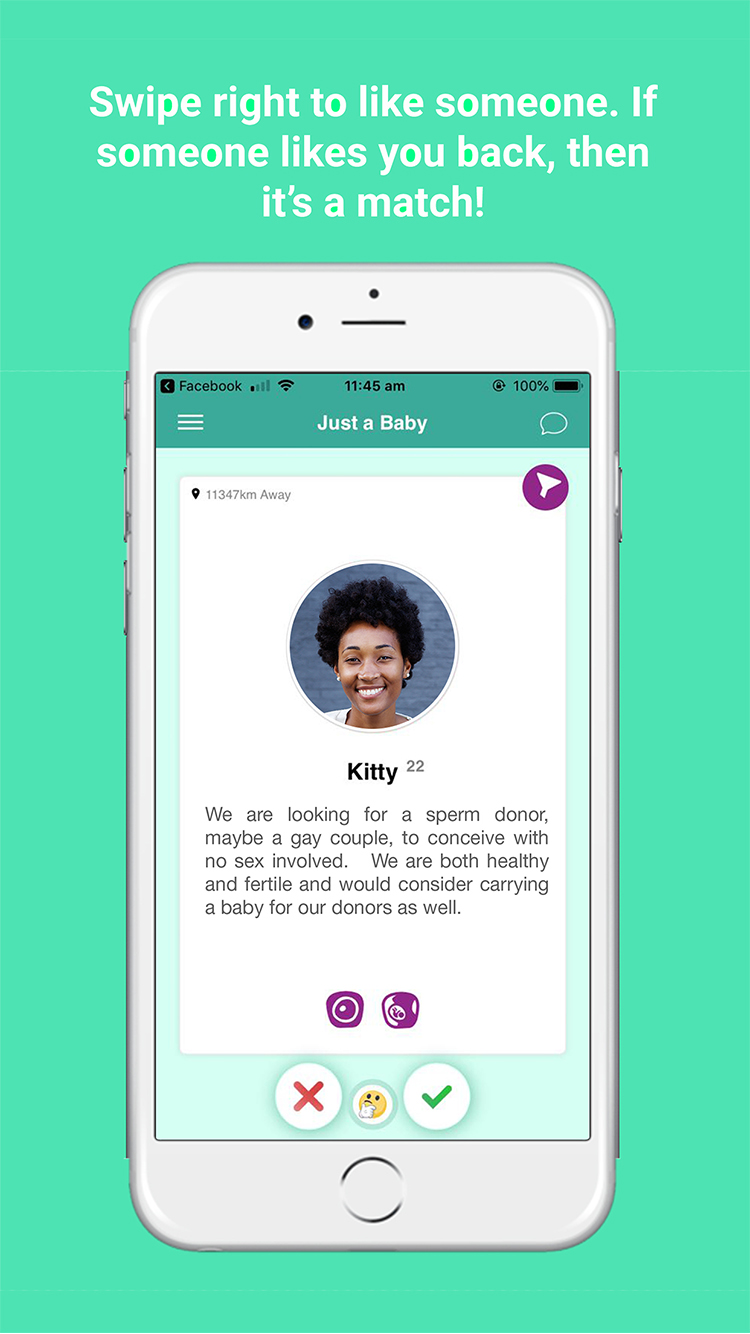 Swipe right to like someone. If
someone likes you back, then
it's a match!
Facebook 11:45 am 100%
Just a Baby
11347km Away
Kitty 22
We are looking for a sperm donor,
maybe a gay couple, to conceive with
no sex involved. We are both healthy
and fertile and would consider carrying
a baby for our donors as well.